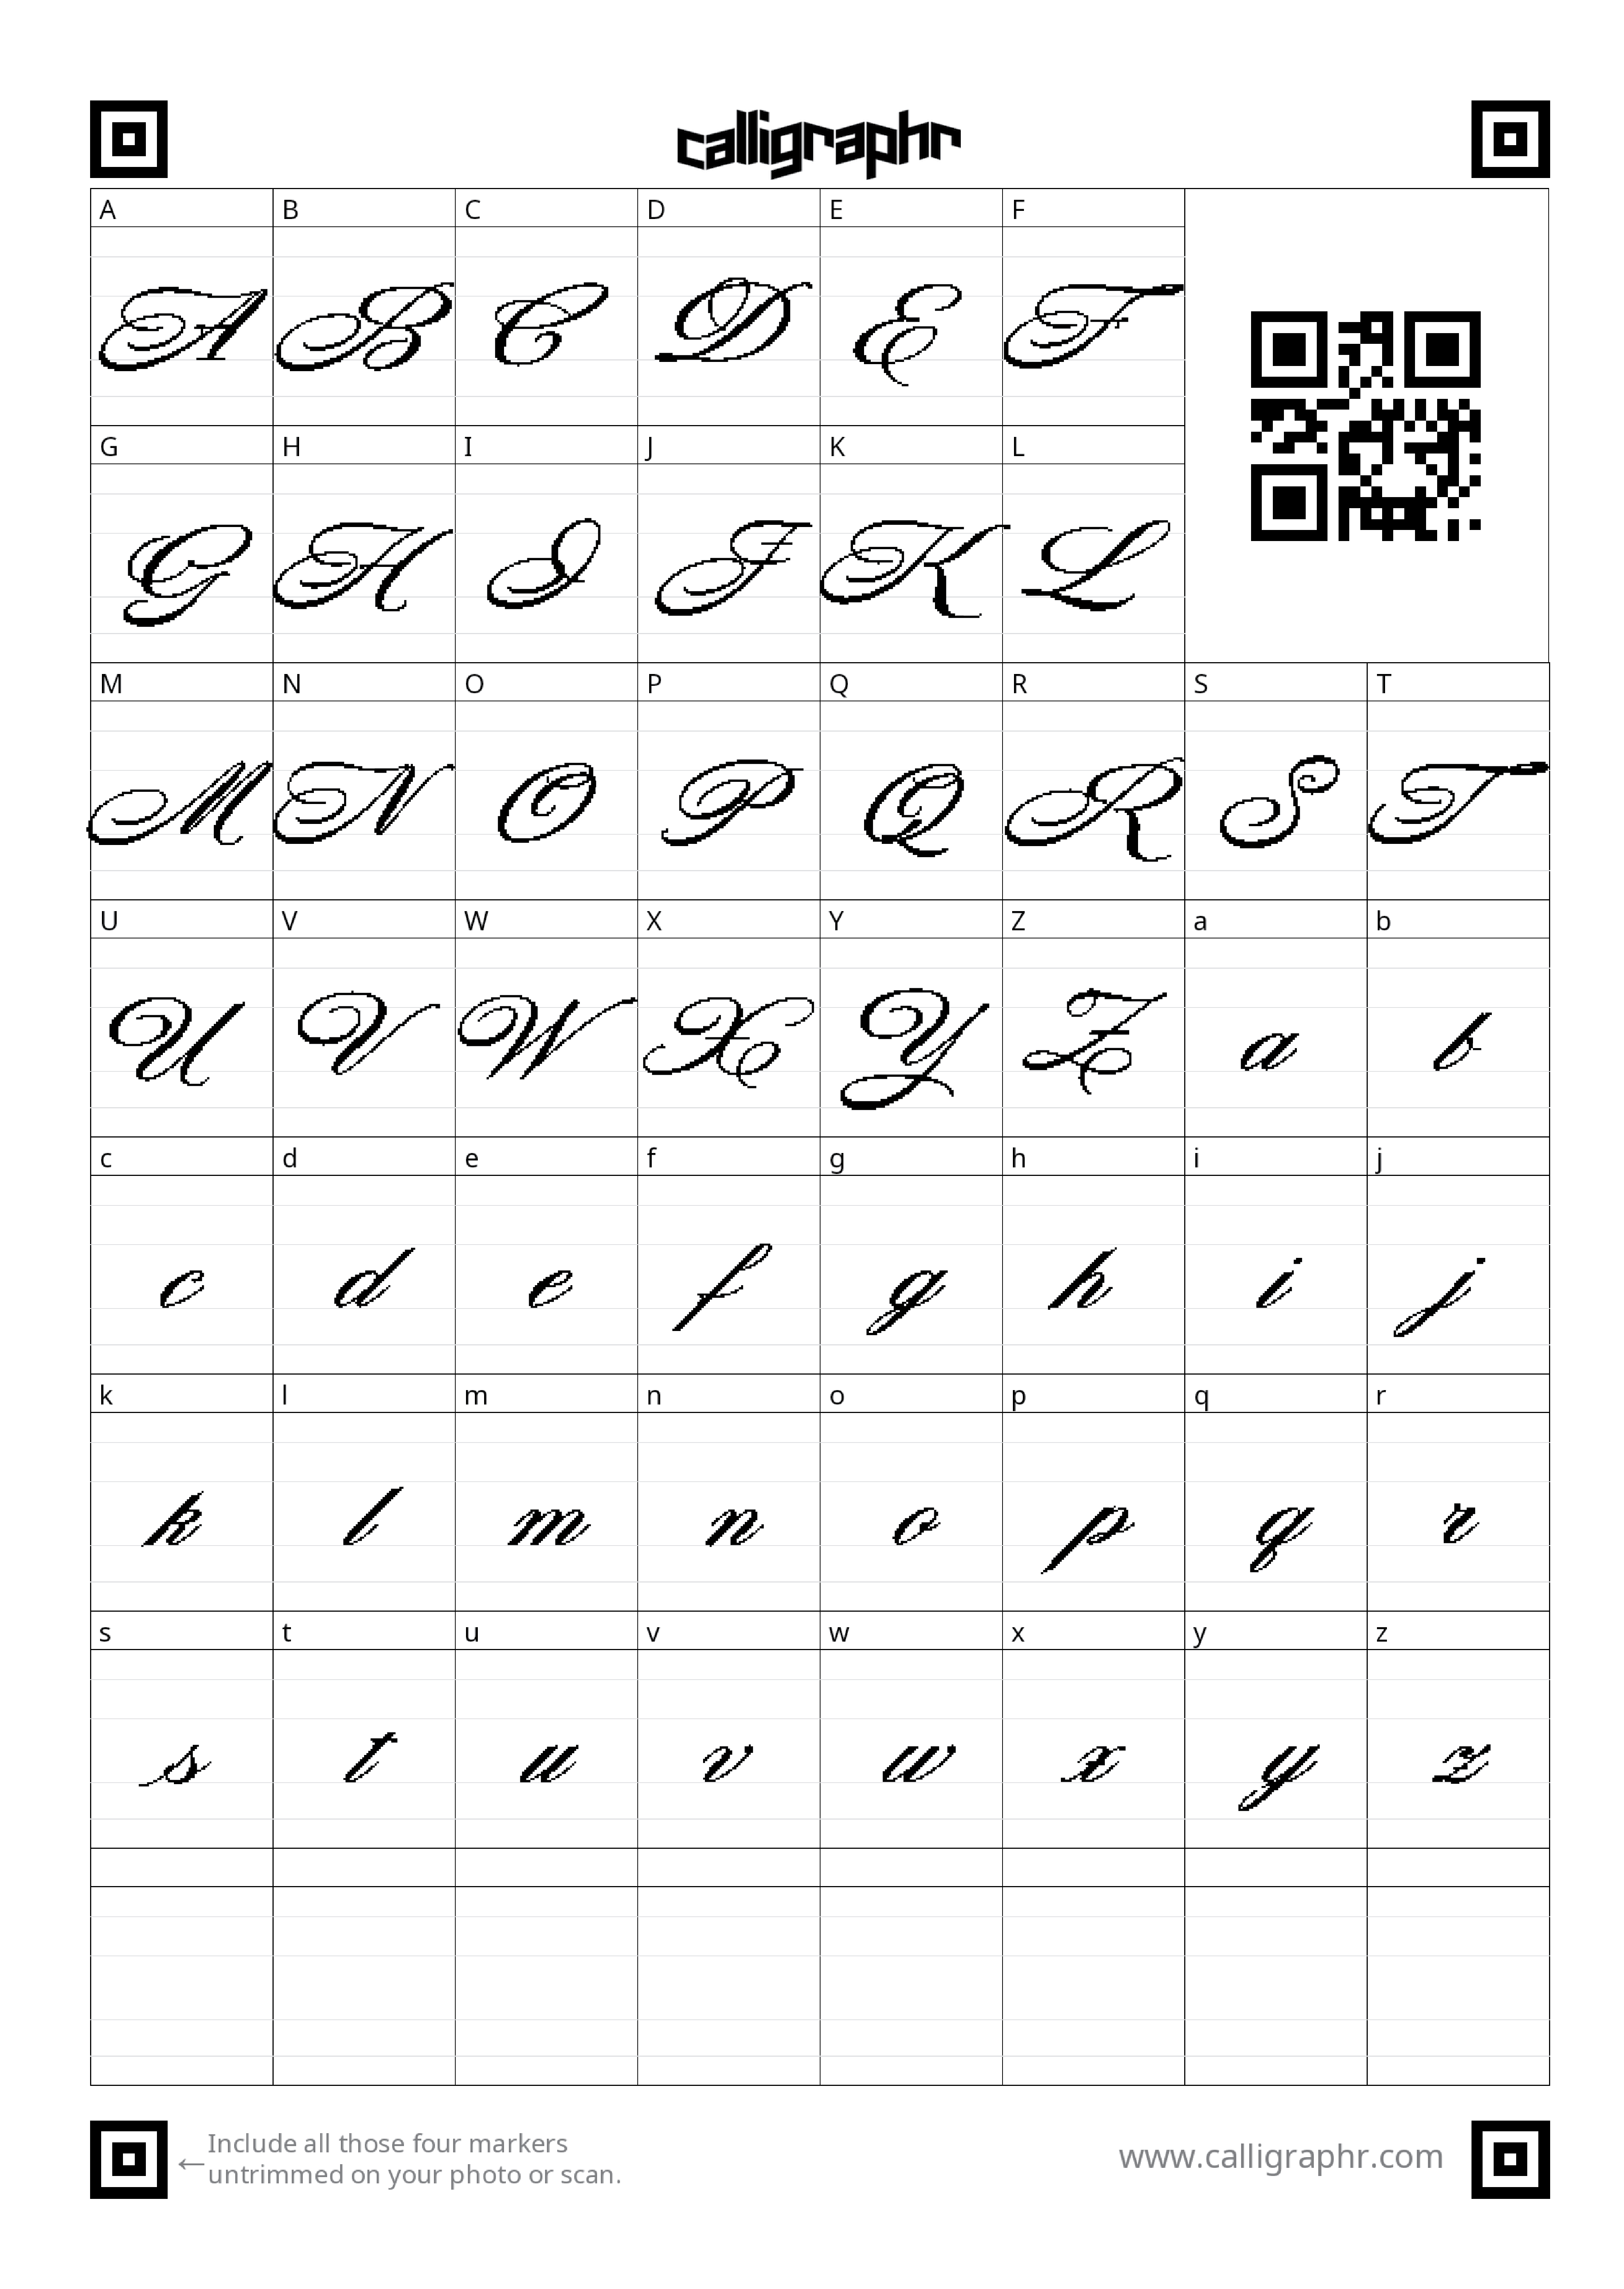 calligraphr
A B C D E F
A B C D E F
G H I J K L
G H I J K L
M N O P Q R S T
M N O P Q R S T
U V W X Y Z a b
U V W X Y Z a b
c d e f g h i j
c d e f g h i j
k l m n o p q r
k l m n o p q r
s t u v w x y z
s t u v w x y z
←Include all those four markers
untrimmed on your photo or scan.
www.calligraphr.com